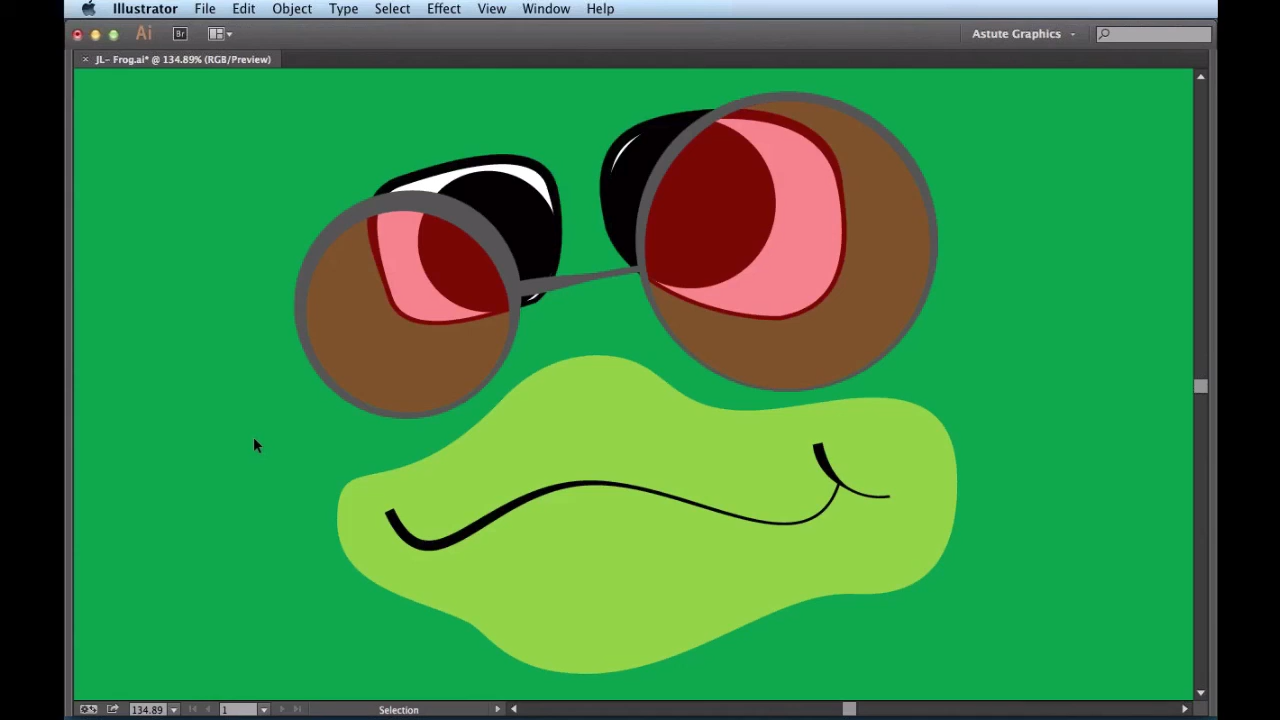 Illustrator File Edit Object Type Select Effect View Window Help
Ai Br Astute Graphics
× JL- Frog.ai* @ 134.89% (RGB/Preview)
134.89 1 Selection